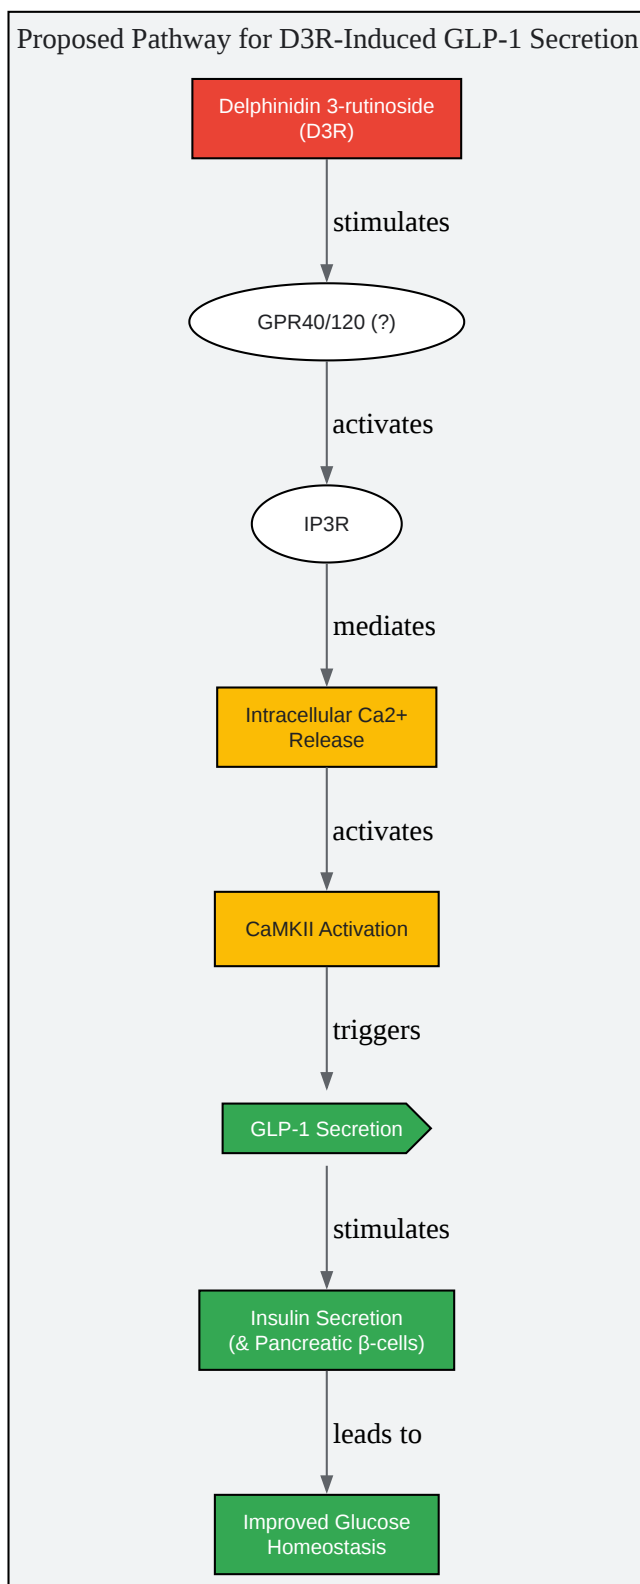 Proposed Pathway for D3R-Induced GLP-1 Secretion
Delphinidin 3-rutinoside
(D3R)
stimulates
GPR40/120 (?)
activates
IP3R
mediates
Intracellular Ca2+
Release
activates
CaMKII Activation
triggers
GLP-1 Secretion
stimulates
Insulin Secretion
(& Pancreatic β-cells)
leads to
Improved Glucose
Homeostasis